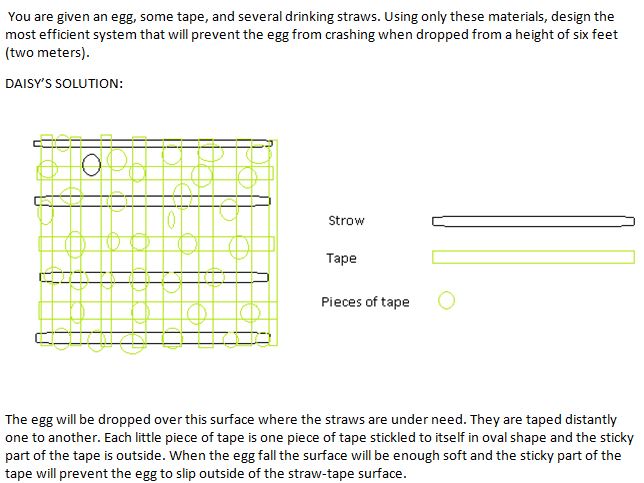 You are given an egg, some tape, and several drinking straws. Using only these materials, design the
most efficient system that will prevent the egg from crashing when dropped from a height of six feet
(two meters).
DAISY'S SOLUTION:
Strow
Tape
Pieces of tape
The egg will be dropped over this surface where the straws are under need. They are taped distantly
one to another. Each little piece of tape is one piece of tape stickled to itself in oval shape and the sticky
part of the tape is outside. When the egg fall the surface will be enough soft and the sticky part of the
tape will prevent the egg to slip outside of the straw-tape surface.